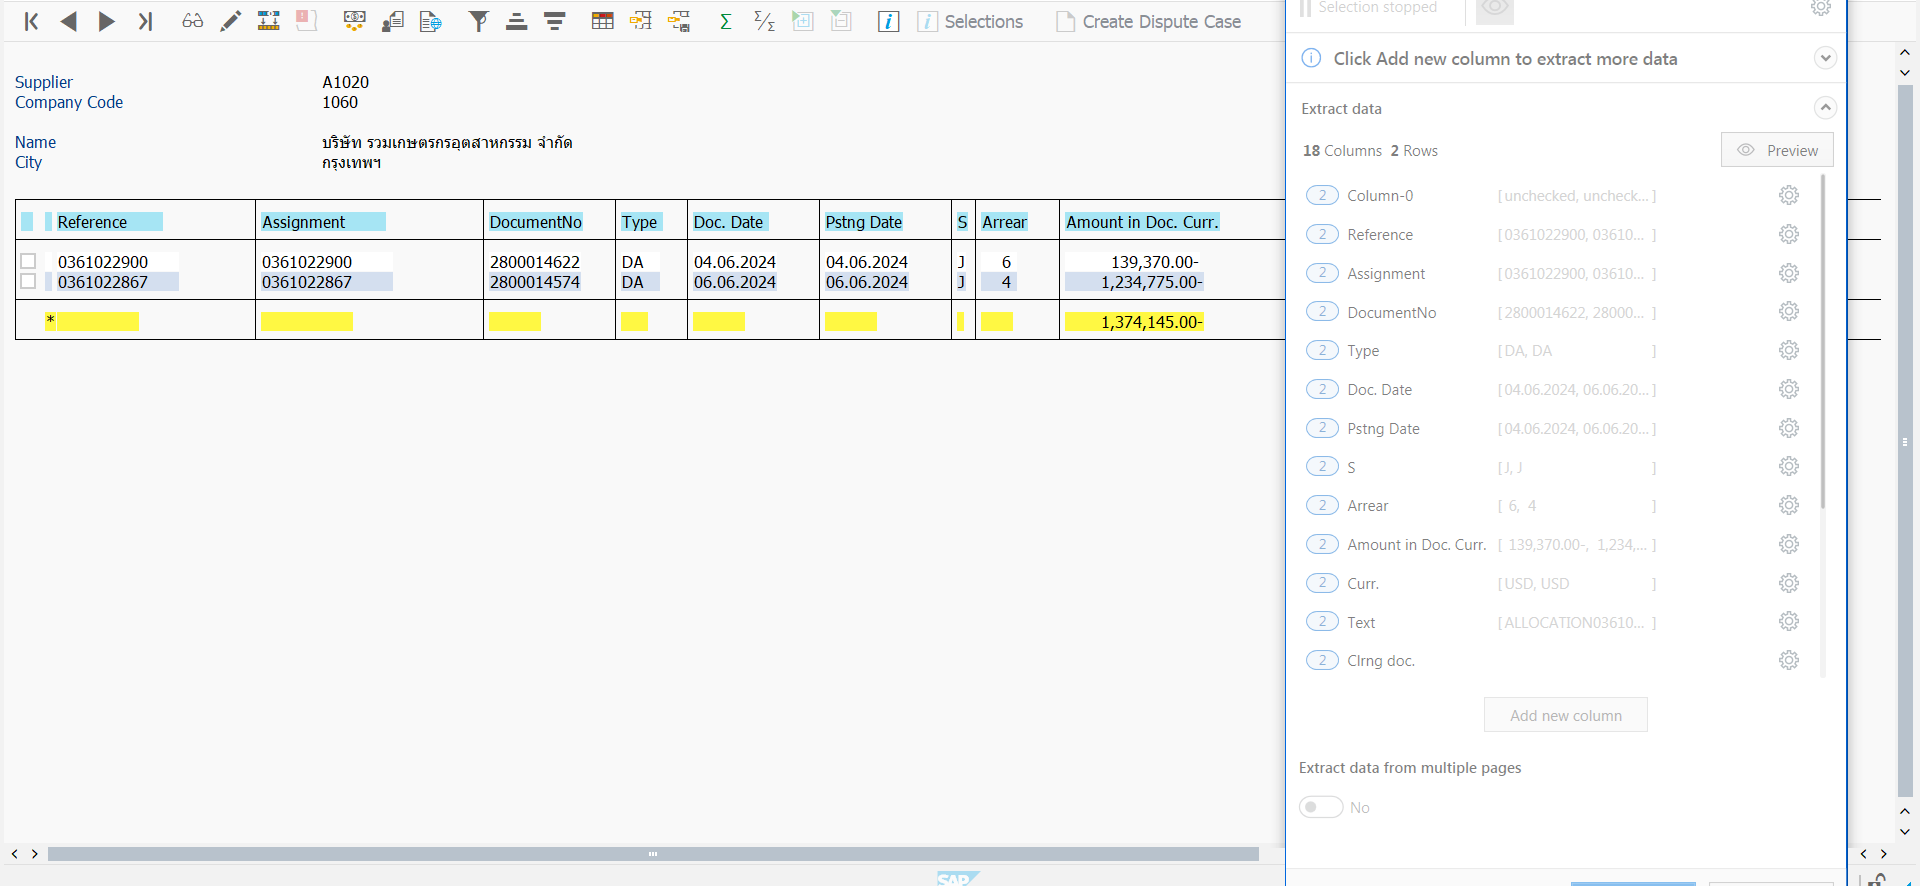 Selections
Create Dispute Case
Supplier A1020
Company Code 1060
Name บริษัท รวมเกษตรกรอุตสาหกรรม จำกัด
City กรุงเทพฯ
Reference Assignment DocumentNo Type Doc. Date Pstng Date S Arrear Amount in Doc. Curr.
0361022900 0361022900 2800014622 DA 04.06.2024 04.06.2024 J 6 139,370.00-
0361022867 0361022867 2800014574 DA 06.06.2024 06.06.2024 J 4 1,234,775.00-
* 1,374,145.00-
SAP
Selection stopped
Click Add new column to extract more data
Extract data
18 Columns 2 Rows
Preview
2 Column-0 [unchecked, uncheck... ]
2 Reference [0361022900, 03610... ]
2 Assignment [0361022900, 03610... ]
2 DocumentNo [2800014622, 28000... ]
2 Type [DA, DA ]
2 Doc. Date [04.06.2024, 06.06.20... ]
2 Pstng Date [04.06.2024, 06.06.20... ]
2 S [J, J ]
2 Arrear [ 6, 4 ]
2 Amount in Doc. Curr. [ 139,370.00-, 1,234,... ]
2 Curr. [USD, USD ]
2 Text [ALLOCATION03610... ]
2 Clrng doc.
Add new column
Extract data from multiple pages
No